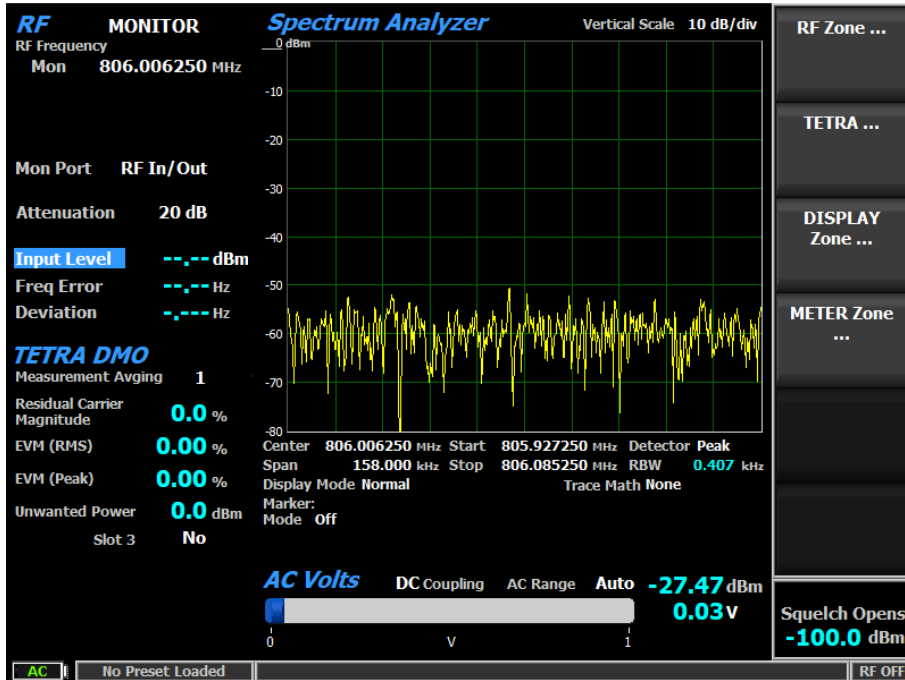 RF MONITOR
RF Frequency
Mon 806.006250 MHz
Mon Port RF In/Out
Attenuation 20 dB
Input Level --.-- dBm
Freq Error --.-- Hz
Deviation -.--- Hz
TETRA DMO
Measurement Avging 1
Residual Carrier
Magnitude 0.0 %
EVM (RMS) 0.00 %
EVM (Peak) 0.00 %
Unwanted Power 0.0 dBm
Slot 3 No
Spectrum Analyzer Vertical Scale 10 dB/div
0 dBm
-10
-20
-30
-40
-50
-60
-70
-80
Center 806.006250 MHz Start 805.927250 MHz Detector Peak
Span 158.000 kHz Stop 806.085250 MHz RBW 0.407 kHz
Display Mode Normal Trace Math None
Marker:
Mode Off
AC Volts DC Coupling AC Range Auto -27.47 dBm
0.03 V
0 V 1
RF Zone ...
TETRA ...
DISPLAY
Zone ...
METER Zone
...
Squelch Opens
-100.0 dBm
AC No Preset Loaded RF OFF